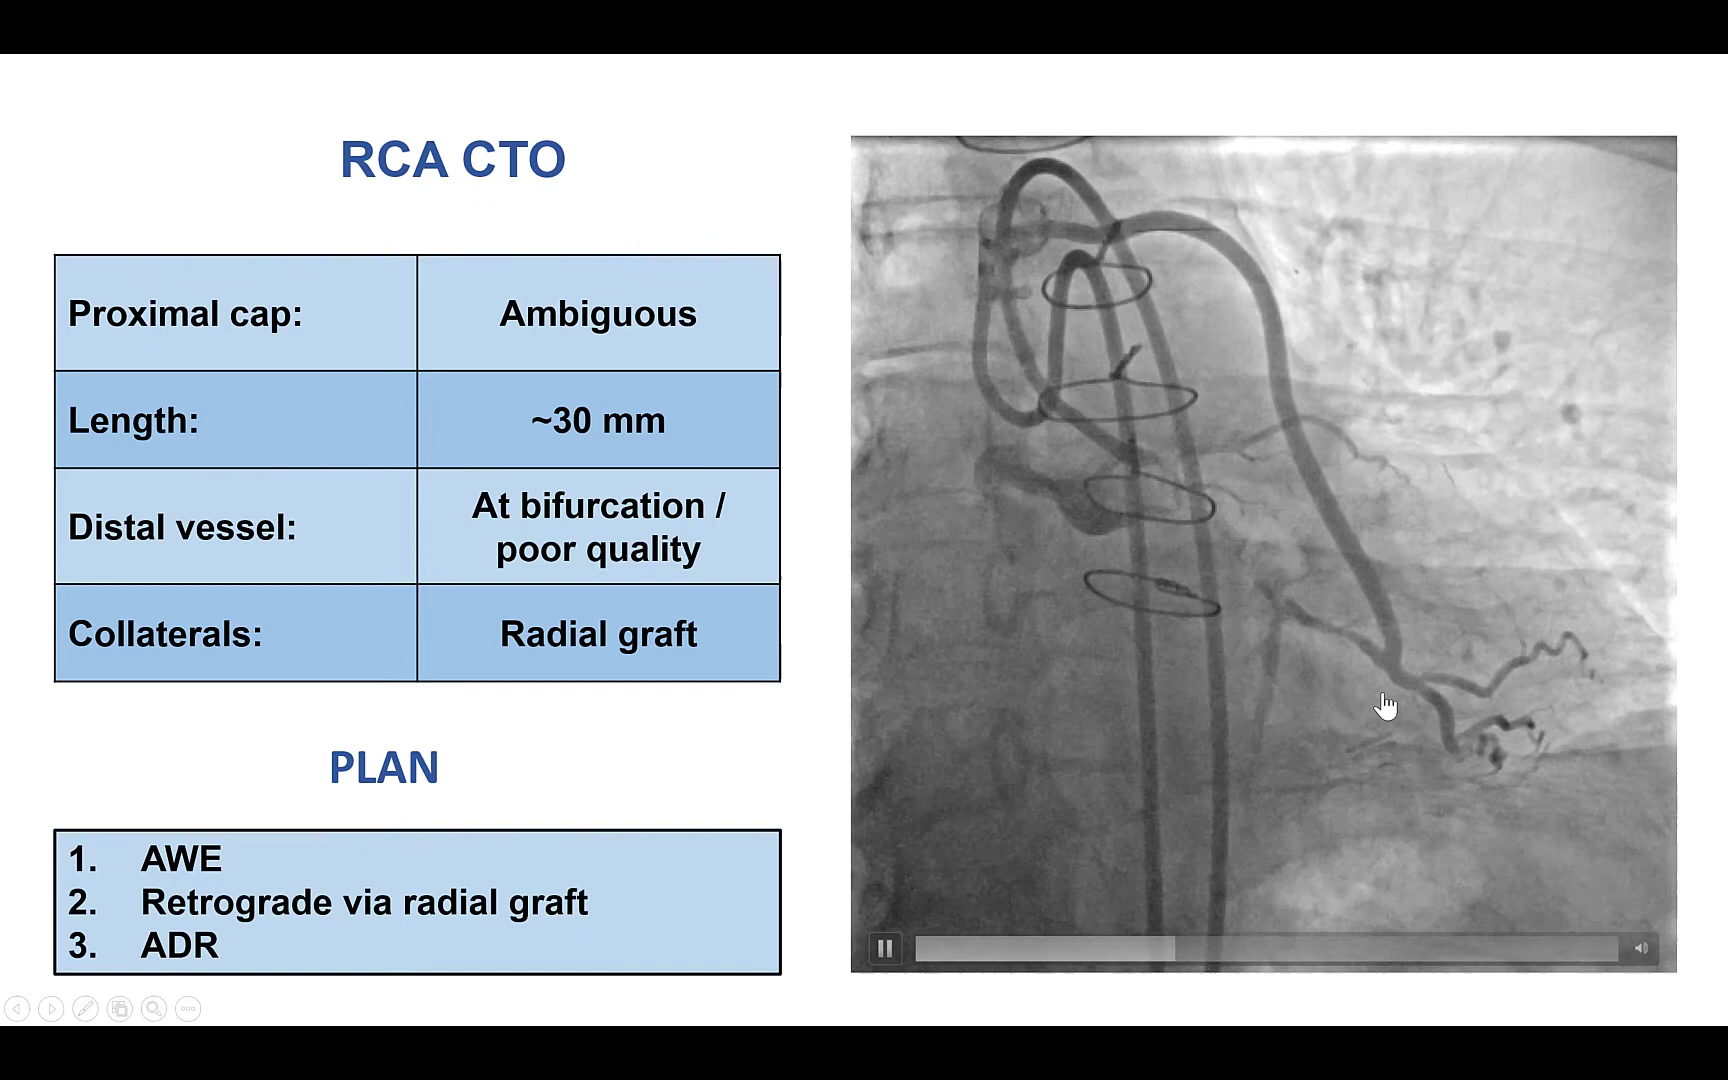 RCA CTO
Proximal cap:
Ambiguous
Length:
~30 mm
Distal vessel:
At bifurcation /
poor quality
Collaterals:
Radial graft
PLAN
1. AWE
2. Retrograde via radial graft
3. ADR